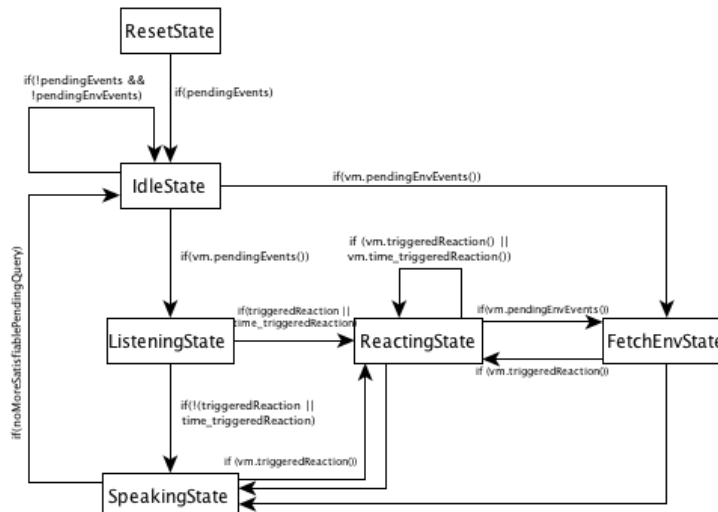 ResetState
if(!pendingEvents &&
!pendingEnvEvents)
if(pendingEvents)
IdleState
if(vm.pendingEnvEvents())
if(vm.pendingEvents())
if (vm.triggeredReaction() ||
vm.time_triggeredReaction())
if(noMoreSatisfiablePendingQuery)
if(triggeredReaction ||
time_triggeredReaction)
if(vm.pendingEnvEvents())
ListeningState
ReactingState
FetchEnvState
if (vm.triggeredReaction())
if(!(triggeredReaction ||
time_triggeredReaction)
if (vm.triggeredReaction())
SpeakingState